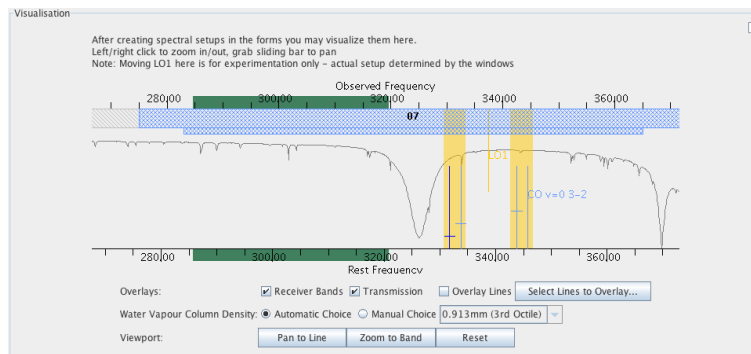 Visualisation
After creating spectral setups in the forms you may visualize them here.
Left/right click to zoom in/out, grab sliding bar to pan
Note: Moving LO1 here is for experimentation only - actual setup determined by the windows
Observed Frequency
280.00 300.00 320.00 340.00 360.00
07
LO1
CO v=0 3-2
280.00 300.00 320.00 340.00 360.00
Rest Frequency
Overlays: Receiver Bands Transmission Overlay Lines Select Lines to Overlay...
Water Vapour Column Density: Automatic Choice Manual Choice 0.913mm (3rd Octile)
Viewport: Pan to Line Zoom to Band Reset